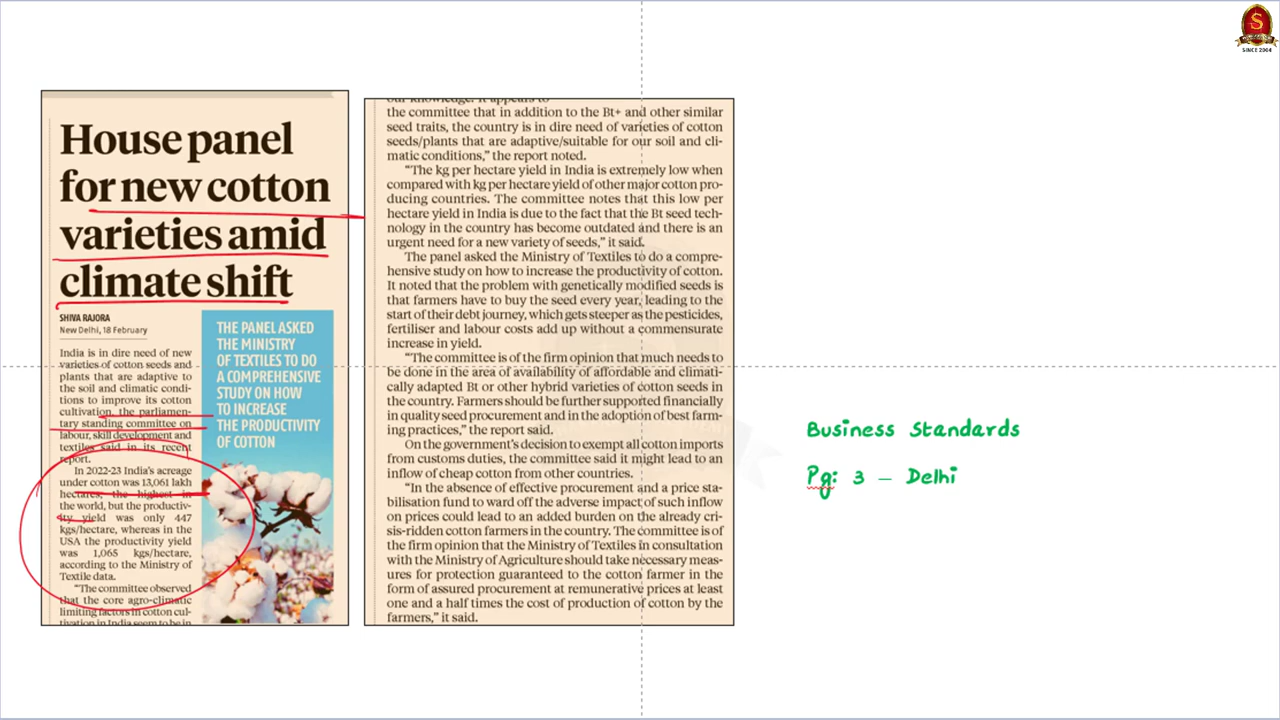 S
SINCE 2004
House panel
for new cotton
varieties amid
climate shift
SHIVA RAJORA
New Delhi, 18 February
India is in dire need of new
varieties of cotton seeds and
plants that are adaptive to
the soil and climatic condi-
tions to improve its cotton
cultivation, the parliamen-
tary standing committee on
labour, skill development and
textiles said in its recent
report.
In 2022-23 India's acreage
under cotton was 13,061 lakh
hectares, the highest in
the world, but the productiv-
ity yield was only 447
kgs/hectare, whereas in the
USA the productivity yield
was 1,065 kgs/hectare,
according to the Ministry of
Textile data.
"The committee observed
that the core agro-climatic
limiting factors in cotton cul-
tivation in India seem to be in
THE PANEL ASKED
THE MINISTRY
OF TEXTILES TO DO
A COMPREHENSIVE
STUDY ON HOW
TO INCREASE
THE PRODUCTIVITY
OF COTTON
our knowledge. It appears to
the committee that in addition to the Bt+ and other similar
seed traits, the country is in dire need of varieties of cotton
seeds/plants that are adaptive/suitable for our soil and cli-
matic conditions," the report noted.
"The kg per hectare yield in India is extremely low when
compared with kg per hectare yield of other major cotton pro-
ducing countries. The committee notes that this low per
hectare yield in India is due to the fact that the Bt seed tech-
nology in the country has become outdated and there is an
urgent need for a new variety of seeds," it said.
The panel asked the Ministry of Textiles to do a compre-
hensive study on how to increase the productivity of cotton.
It noted that the problem with genetically modified seeds is
that farmers have to buy the seed every year, leading to the
start of their debt journey, which gets steeper as the pesticides,
fertiliser and labour costs add up without a commensurate
increase in yield.
"The committee is of the firm opinion that much needs to
be done in the area of availability of affordable and climati-
cally adapted Bt or other hybrid varieties of cotton seeds in
the country. Farmers should be further supported financially
in quality seed procurement and in the adoption of best farm-
ing practices," the report said.
On the government's decision to exempt all cotton imports
from customs duties, the committee said it might lead to an
inflow of cheap cotton from other countries.
"In the absence of effective procurement and a price sta-
bilisation fund to ward off the adverse impact of such inflow
on prices could lead to an added burden on the already cri-
sis-ridden cotton farmers in the country. The committee is of
the firm opinion that the Ministry of Textiles in consultation
with the Ministry of Agriculture should take necessary meas-
ures for protection guaranteed to the cotton farmer in the
form of assured procurement at remunerative prices at least
one and a half times the cost of production of cotton by the
farmers," it said.
Business Standards
Pg: 3 – Delhi